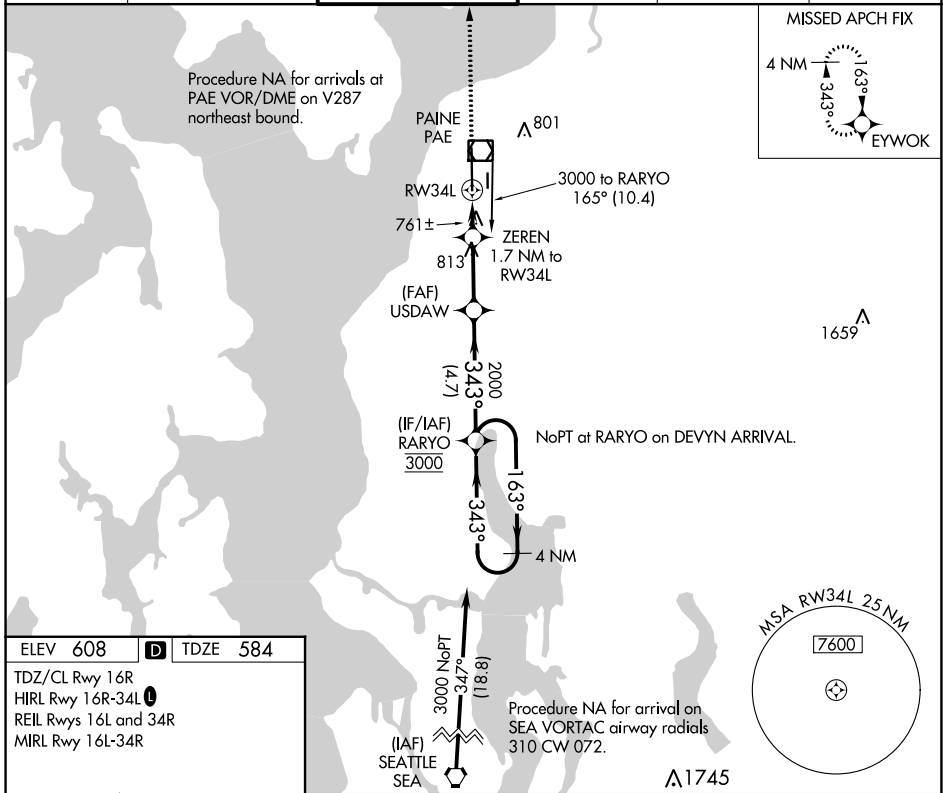 MISSED APCH FIX
4 NM
163°
343°
EYWOK
Procedure NA for arrivals at
PAE VOR/DME on V287
northeast bound.
PAINE
PAE
801
RW34L
3000 to RARYO
165° (10.4)
761±
ZEREN
1.7 NM to
RW34L
813
(FAF)
USDAW
1659
2000
343°
(4.7)
(IF/IAF)
RARYO
3000
NoPT at RARYO on DEVYN ARRIVAL.
163°
343°
4 NM
MSA RW34L 25 NM
7600
ELEV 608 D TDZE 584
TDZ/CL Rwy 16R
HIRL Rwy 16R-34L L
REIL Rwys 16L and 34R
MIRL Rwy 16L-34R
3000 NoPT
347°
(18.8)
Procedure NA for arrival on
SEA VORTAC airway radials
310 CW 072.
(IAF)
SEATTLE
SEA
1745